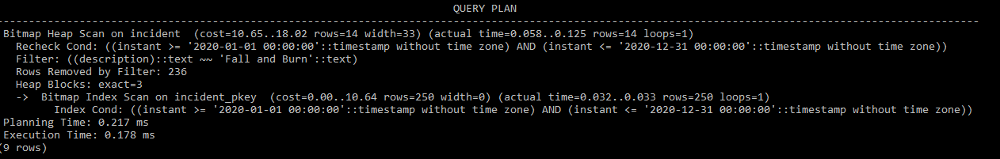 QUERY PLAN
--------------------------------------------------------------------------------------------------------------------------------------------------------
Bitmap Heap Scan on incident  (cost=10.65..18.02 rows=14 width=33) (actual time=0.058..0.125 rows=14 loops=1)
Recheck Cond: ((instant >= '2020-01-01 00:00:00'::timestamp without time zone) AND (instant <= '2020-12-31 00:00:00'::timestamp without time zone))
Filter: ((description)::text ~~ 'Fall and Burn'::text)
Rows Removed by Filter: 236
Heap Blocks: exact=3
->  Bitmap Index Scan on incident_pkey  (cost=0.00..10.64 rows=250 width=0) (actual time=0.032..0.033 rows=250 loops=1)
Index Cond: ((instant >= '2020-01-01 00:00:00'::timestamp without time zone) AND (instant <= '2020-12-31 00:00:00'::timestamp without time zone))
Planning Time: 0.217 ms
Execution Time: 0.178 ms
(9 rows)